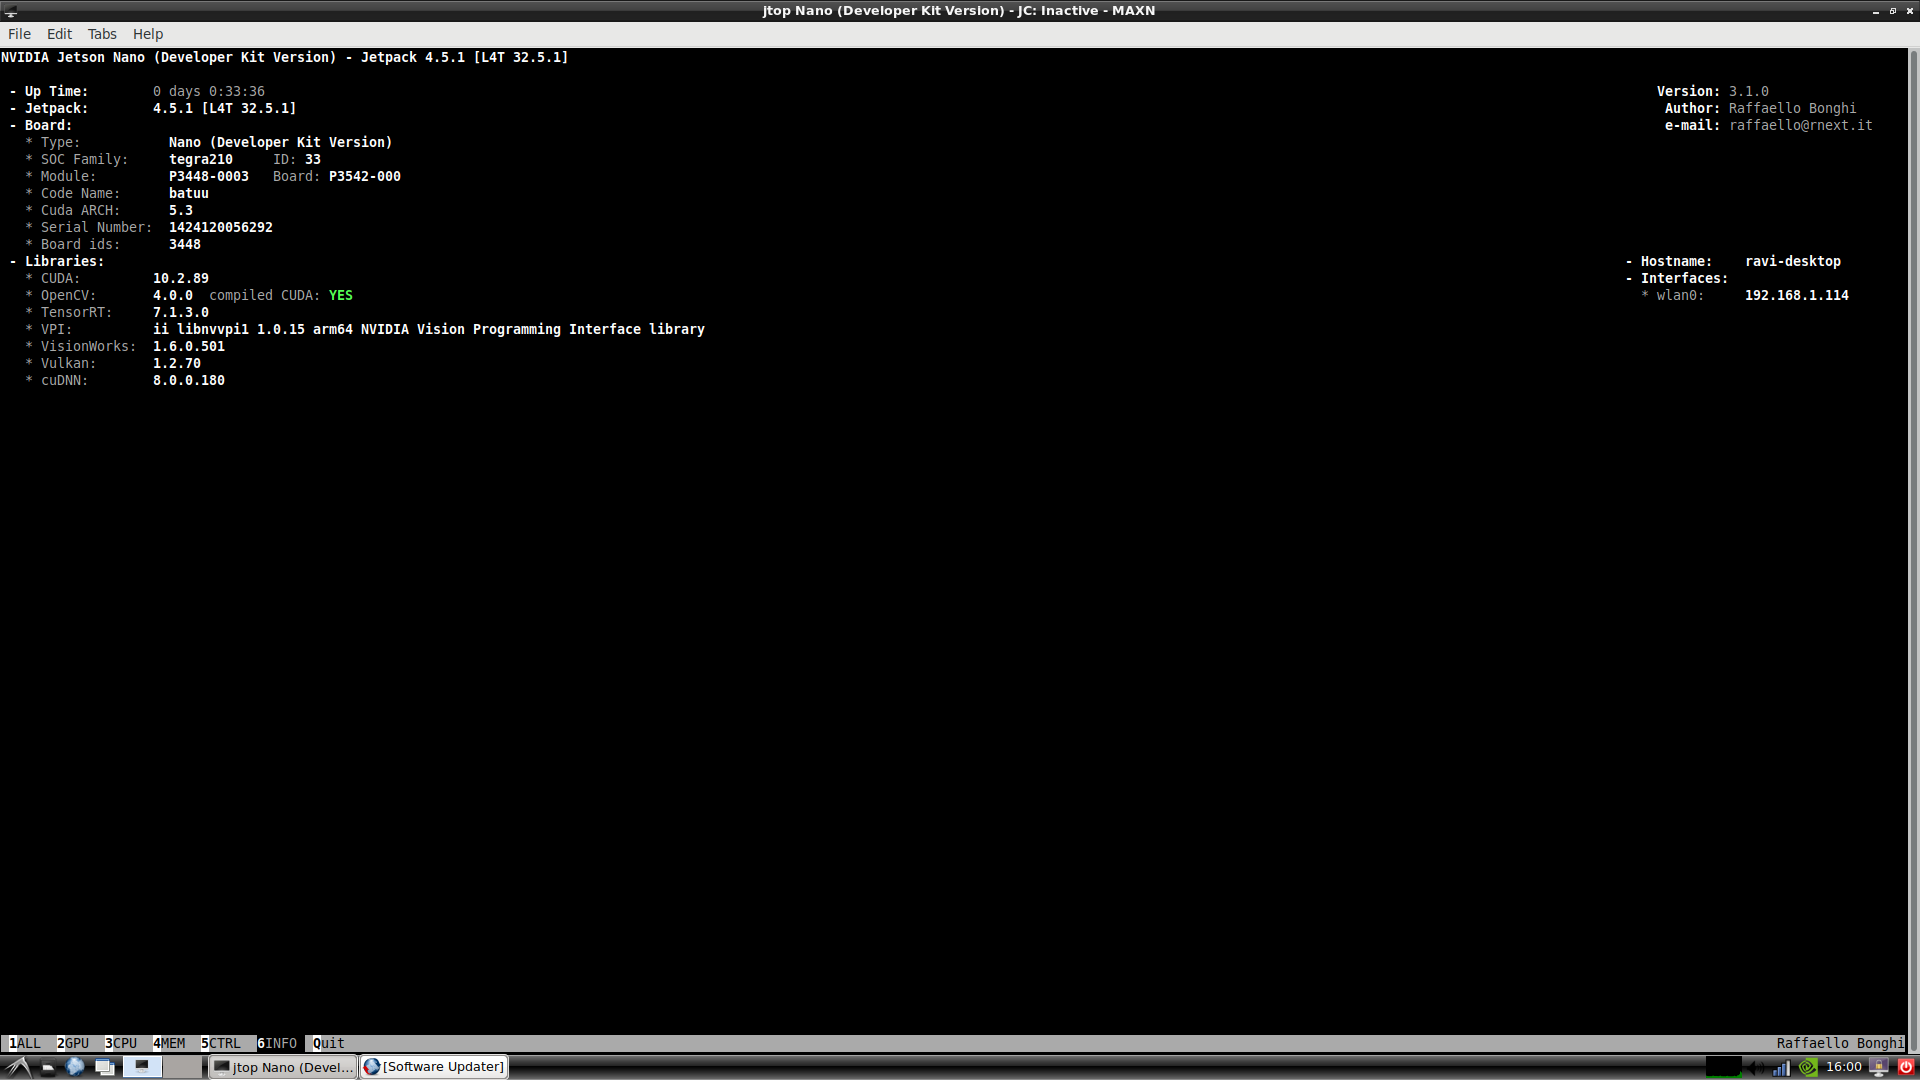 jtop Nano (Developer Kit Version) - JC: Inactive - MAXN
File Edit Tabs Help
NVIDIA Jetson Nano (Developer Kit Version) - Jetpack 4.5.1 [L4T 32.5.1]
- Up Time: 0 days 0:33:36 Version: 3.1.0
- Jetpack: 4.5.1 [L4T 32.5.1] Author: Raffaello Bonghi
- Board: e-mail: raffaello@rnext.it
* Type: Nano (Developer Kit Version)
* SOC Family: tegra210 ID: 33
* Module: P3448-0003 Board: P3542-000
* Code Name: batuu
* Cuda ARCH: 5.3
* Serial Number: 1424120056292
* Board ids: 3448
- Libraries: - Hostname: ravi-desktop
* CUDA: 10.2.89 - Interfaces:
* OpenCV: 4.0.0 compiled CUDA: YES * wlan0: 192.168.1.114
* TensorRT: 7.1.3.0
* VPI: ii libnvvpi1 1.0.15 arm64 NVIDIA Vision Programming Interface library
* VisionWorks: 1.6.0.501
* Vulkan: 1.2.70
* cuDNN: 8.0.0.180
1ALL 2GPU 3CPU 4MEM 5CTRL 6INFO Quit Raffaello Bonghi
jtop Nano (Devel... [Software Updater] 16:00